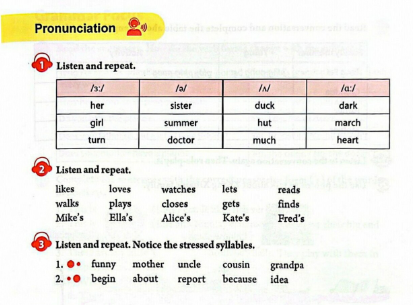 Pronunciation
1 Listen and repeat.
/ɜː/ /ə/ /ʌ/ /ɑː/
her sister duck dark
girl summer hut march
turn doctor much heart
2 Listen and repeat.
likes loves watches lets reads
walks plays closes gets finds
Mike's Ella's Alice's Kate's Fred's
3 Listen and repeat. Notice the stressed syllables.
1. funny mother uncle cousin grandpa
2. begin about report because idea